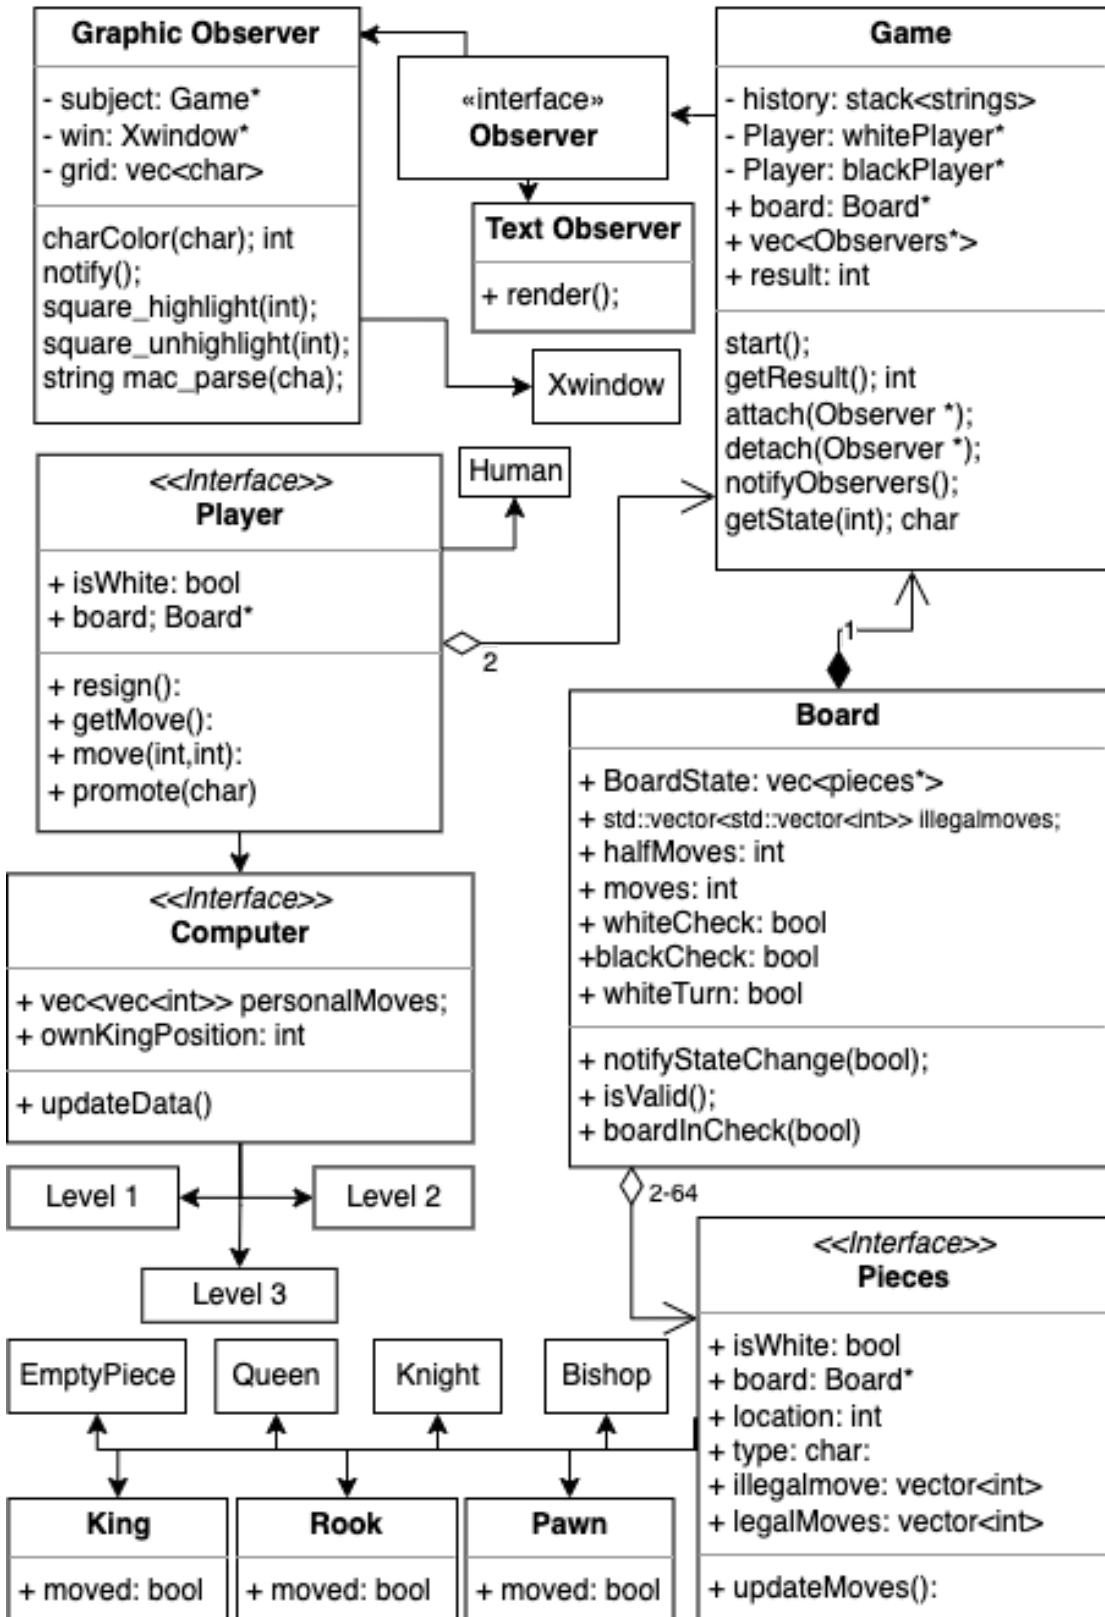 Graphic Observer
- subject: Game*
- win: Xwindow*
- grid: vec<char>
charColor(char); int
notify();
square_highlight(int);
square_unhighlight(int);
string mac_parse(cha);
«interface»
Observer
Text Observer
+ render();
Xwindow
Game
- history: stack<strings>
- Player: whitePlayer*
- Player: blackPlayer*
+ board: Board*
+ vec<Observers*>
+ result: int
start();
getResult(); int
attach(Observer *);
detach(Observer *);
notifyObservers();
getState(int); char
<<Interface>>
Player
+ isWhite: bool
+ board; Board*
+ resign():
+ getMove():
+ move(int,int):
+ promote(char)
Human
2
1
Board
+ BoardState: vec<pieces*>
+ std::vector<std::vector<int>> illegalmoves;
+ halfMoves: int
+ moves: int
+ whiteCheck: bool
+blackCheck: bool
+ whiteTurn: bool
+ notifyStateChange(bool);
+ isValid();
+ boardInCheck(bool)
<<Interface>>
Computer
+ vec<vec<int>> personalMoves;
+ ownKingPosition: int
+ updateData()
Level 1
Level 2
Level 3
2-64
<<Interface>>
Pieces
+ isWhite: bool
+ board: Board*
+ location: int
+ type: char:
+ illegalmove: vector<int>
+ legalMoves: vector<int>
+ updateMoves():
EmptyPiece
Queen
Knight
Bishop
King
+ moved: bool
Rook
+ moved: bool
Pawn
+ moved: bool